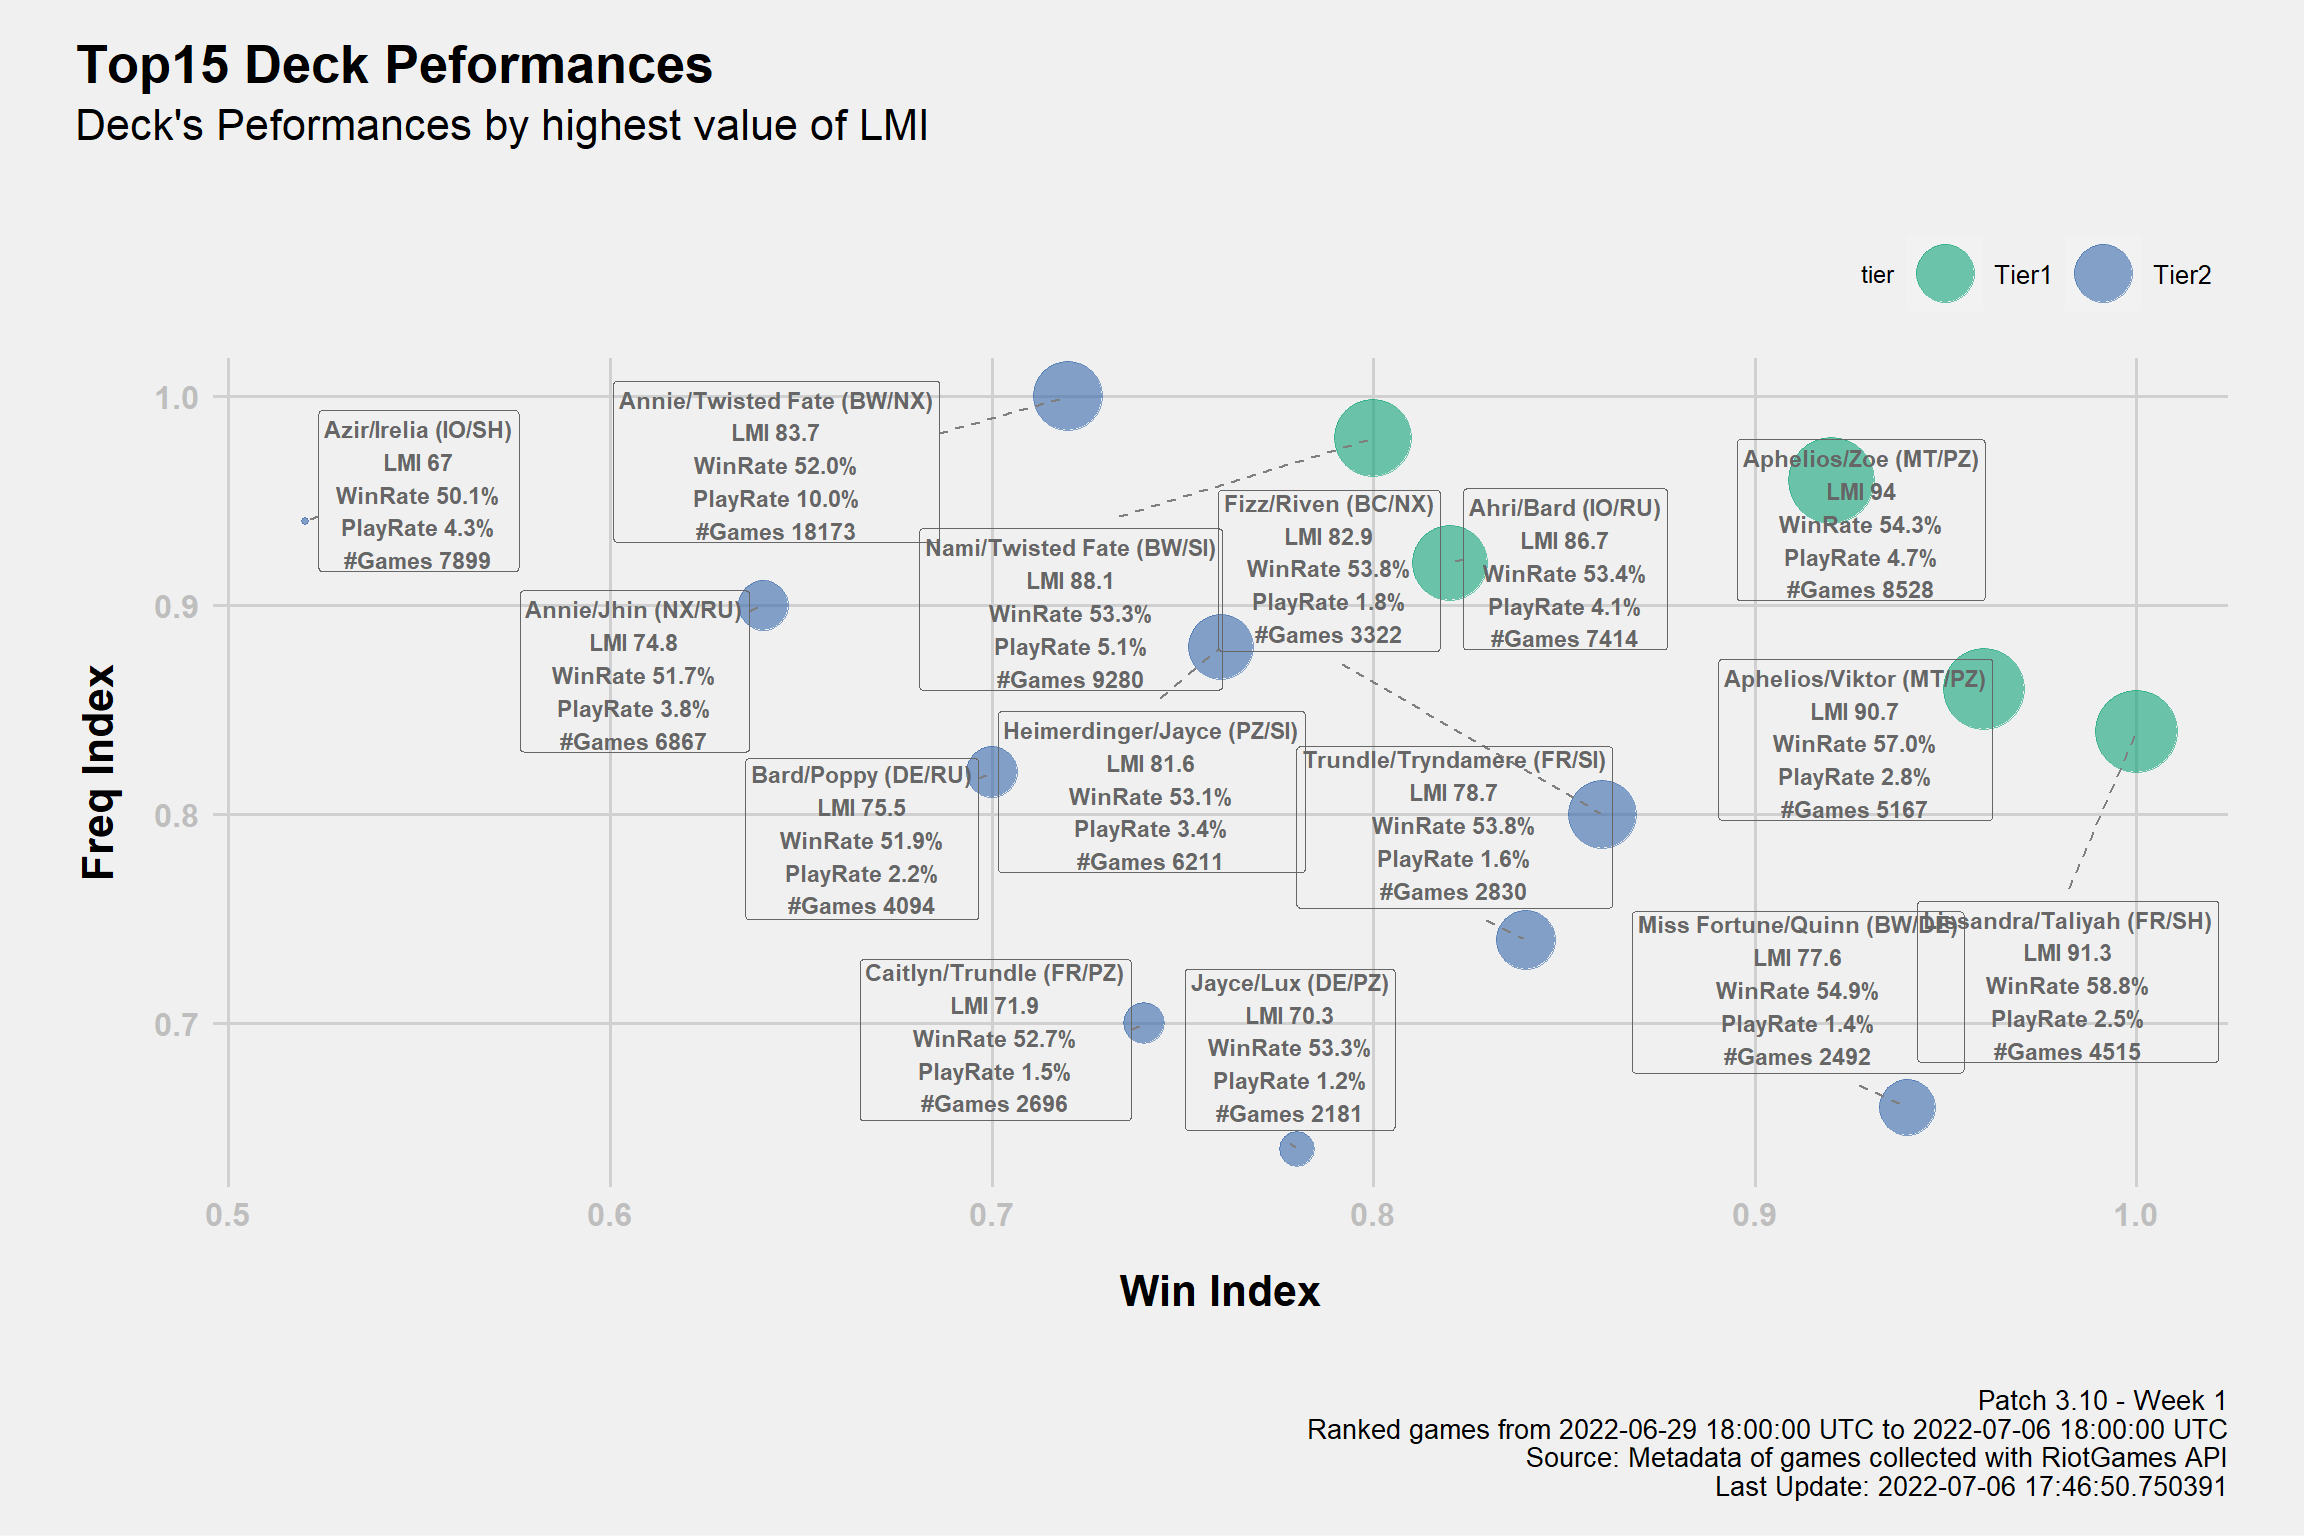 Top15 Deck Peformances
Deck's Peformances by highest value of LMI
tier
Tier1
Tier2
Freq Index
1.0
0.9
0.8
0.7
Azir/Irelia (IO/SH)
LMI 67
WinRate 50.1%
PlayRate 4.3%
#Games 7899
Annie/Twisted Fate (BW/NX)
LMI 83.7
WinRate 52.0%
PlayRate 10.0%
#Games 18173
Nami/Twisted Fate (BW/SI)
LMI 88.1
WinRate 53.3%
PlayRate 5.1%
#Games 9280
Fizz/Riven (BC/NX)
LMI 82.9
WinRate 53.8%
PlayRate 1.8%
#Games 3322
Ahri/Bard (IO/RU)
LMI 86.7
WinRate 53.4%
PlayRate 4.1%
#Games 7414
Aphelios/Zoe (MT/PZ)
LMI 94
WinRate 54.3%
PlayRate 4.7%
#Games 8528
Annie/Jhin (NX/RU)
LMI 74.8
WinRate 51.7%
PlayRate 3.8%
#Games 6867
Bard/Poppy (DE/RU)
LMI 75.5
WinRate 51.9%
PlayRate 2.2%
#Games 4094
Heimerdinger/Jayce (PZ/SI)
LMI 81.6
WinRate 53.1%
PlayRate 3.4%
#Games 6211
Trundle/Tryndamere (FR/SI)
LMI 78.7
WinRate 53.8%
PlayRate 1.6%
#Games 2830
Aphelios/Viktor (MT/PZ)
LMI 90.7
WinRate 57.0%
PlayRate 2.8%
#Games 5167
Miss Fortune/Quinn (BW/DE)
LMI 77.6
WinRate 54.9%
PlayRate 1.4%
#Games 2492
Lissandra/Taliyah (FR/SH)
LMI 91.3
WinRate 58.8%
PlayRate 2.5%
#Games 4515
Caitlyn/Trundle (FR/PZ)
LMI 71.9
WinRate 52.7%
PlayRate 1.5%
#Games 2696
Jayce/Lux (DE/PZ)
LMI 70.3
WinRate 53.3%
PlayRate 1.2%
#Games 2181
0.5
0.6
0.7
0.8
0.9
1.0
Win Index
Patch 3.10 - Week 1
Ranked games from 2022-06-29 18:00:00 UTC to 2022-07-06 18:00:00 UTC
Source: Metadata of games collected with RiotGames API
Last Update: 2022-07-06 17:46:50.750391